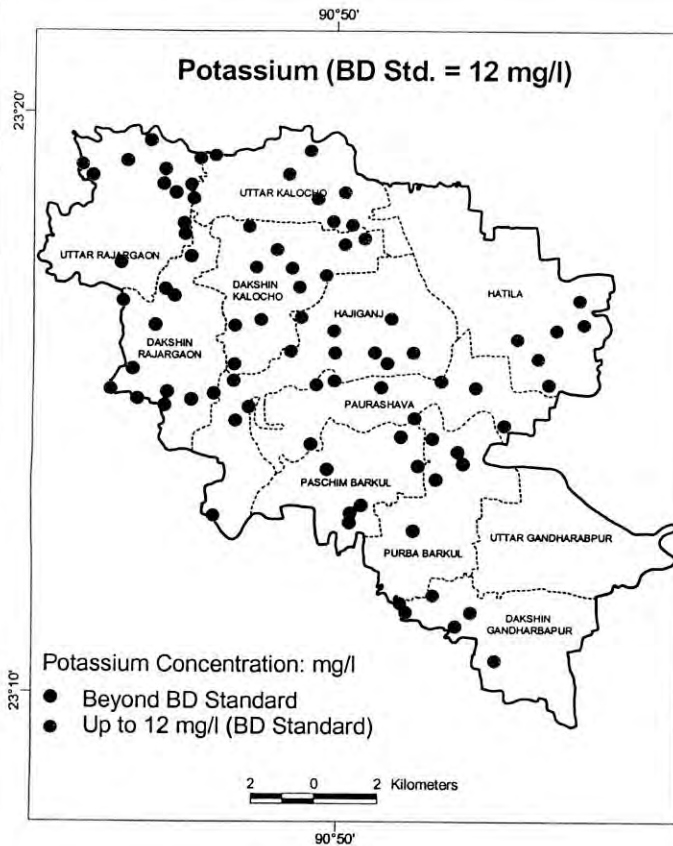 90°50'
Potassium (BD Std. = 12 mg/l)
23°20'
UTTAR KALOCHO
UTTAR RAJARGAON
DAKSHIN
KALOCHO
HATILA
HAJIGANJ
DAKSHIN
RAJARGAON
PAURASHAVA
PASCHIM BARKUL
UTTAR GANDHARABPUR
PURBA BARKUL
DAKSHIN
GANDHARBAPUR
Potassium Concentration: mg/l
Beyond BD Standard
Up to 12 mg/l (BD Standard)
23°10'
2 0 2 Kilometers
90°50'